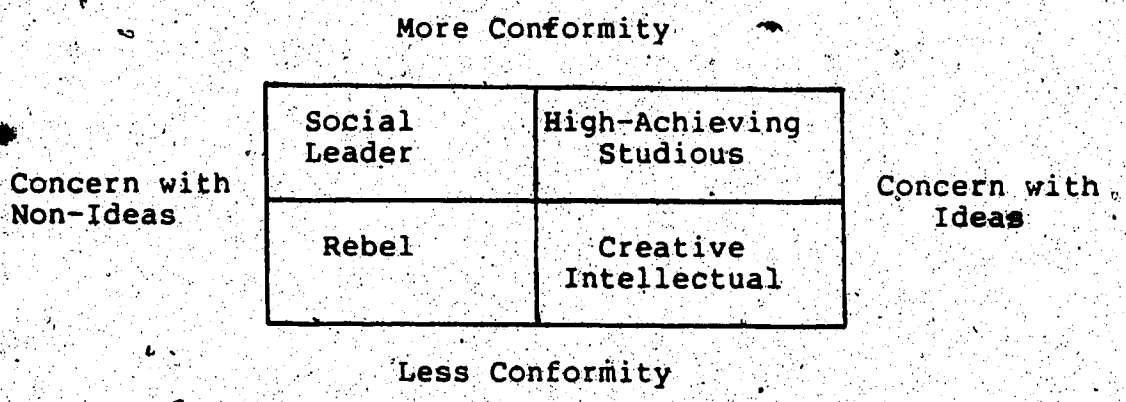 More Conformity
Social Leader
High-Achieving Studious
Concern with Non-Ideas
Concern with Ideas
Rebel
Creative Intellectual
Less Conformity